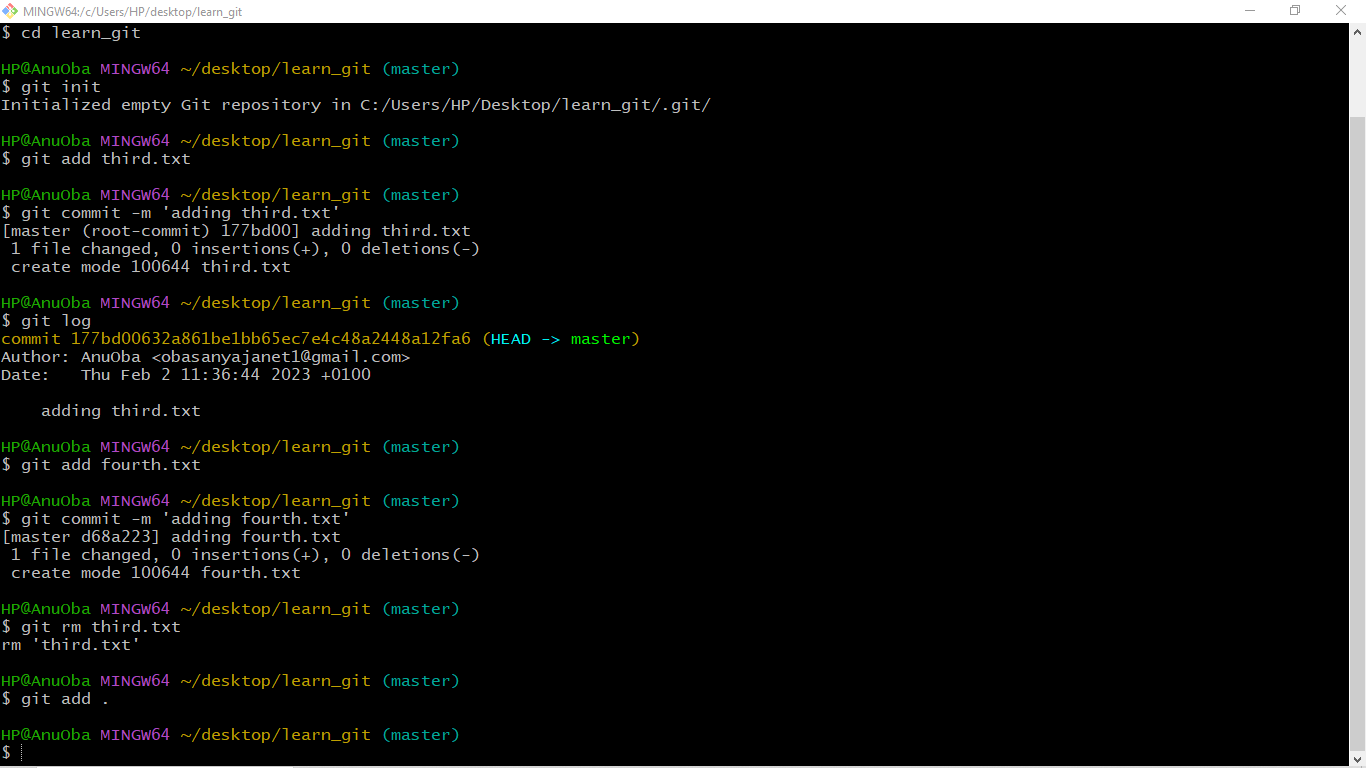 MINGW64:/c/Users/HP/desktop/learn_git
$ cd learn_git
HP@AnuOba MINGW64 ~/desktop/learn_git (master)
$ git init
Initialized empty Git repository in C:/Users/HP/Desktop/learn_git/.git/
HP@AnuOba MINGW64 ~/desktop/learn_git (master)
$ git add third.txt
HP@AnuOba MINGW64 ~/desktop/learn_git (master)
$ git commit -m 'adding third.txt'
[master (root-commit) 177bd00] adding third.txt
 1 file changed, 0 insertions(+), 0 deletions(-)
 create mode 100644 third.txt
HP@AnuOba MINGW64 ~/desktop/learn_git (master)
$ git log
commit 177bd00632a861be1bb65ec7e4c48a2448a12fa6 (HEAD -> master)
Author: AnuOba <obasanyajanet1@gmail.com>
Date:   Thu Feb 2 11:36:44 2023 +0100
    adding third.txt
HP@AnuOba MINGW64 ~/desktop/learn_git (master)
$ git add fourth.txt
HP@AnuOba MINGW64 ~/desktop/learn_git (master)
$ git commit -m 'adding fourth.txt'
[master d68a223] adding fourth.txt
 1 file changed, 0 insertions(+), 0 deletions(-)
 create mode 100644 fourth.txt
HP@AnuOba MINGW64 ~/desktop/learn_git (master)
$ git rm third.txt
rm 'third.txt'
HP@AnuOba MINGW64 ~/desktop/learn_git (master)
$ git add .
HP@AnuOba MINGW64 ~/desktop/learn_git (master)
$